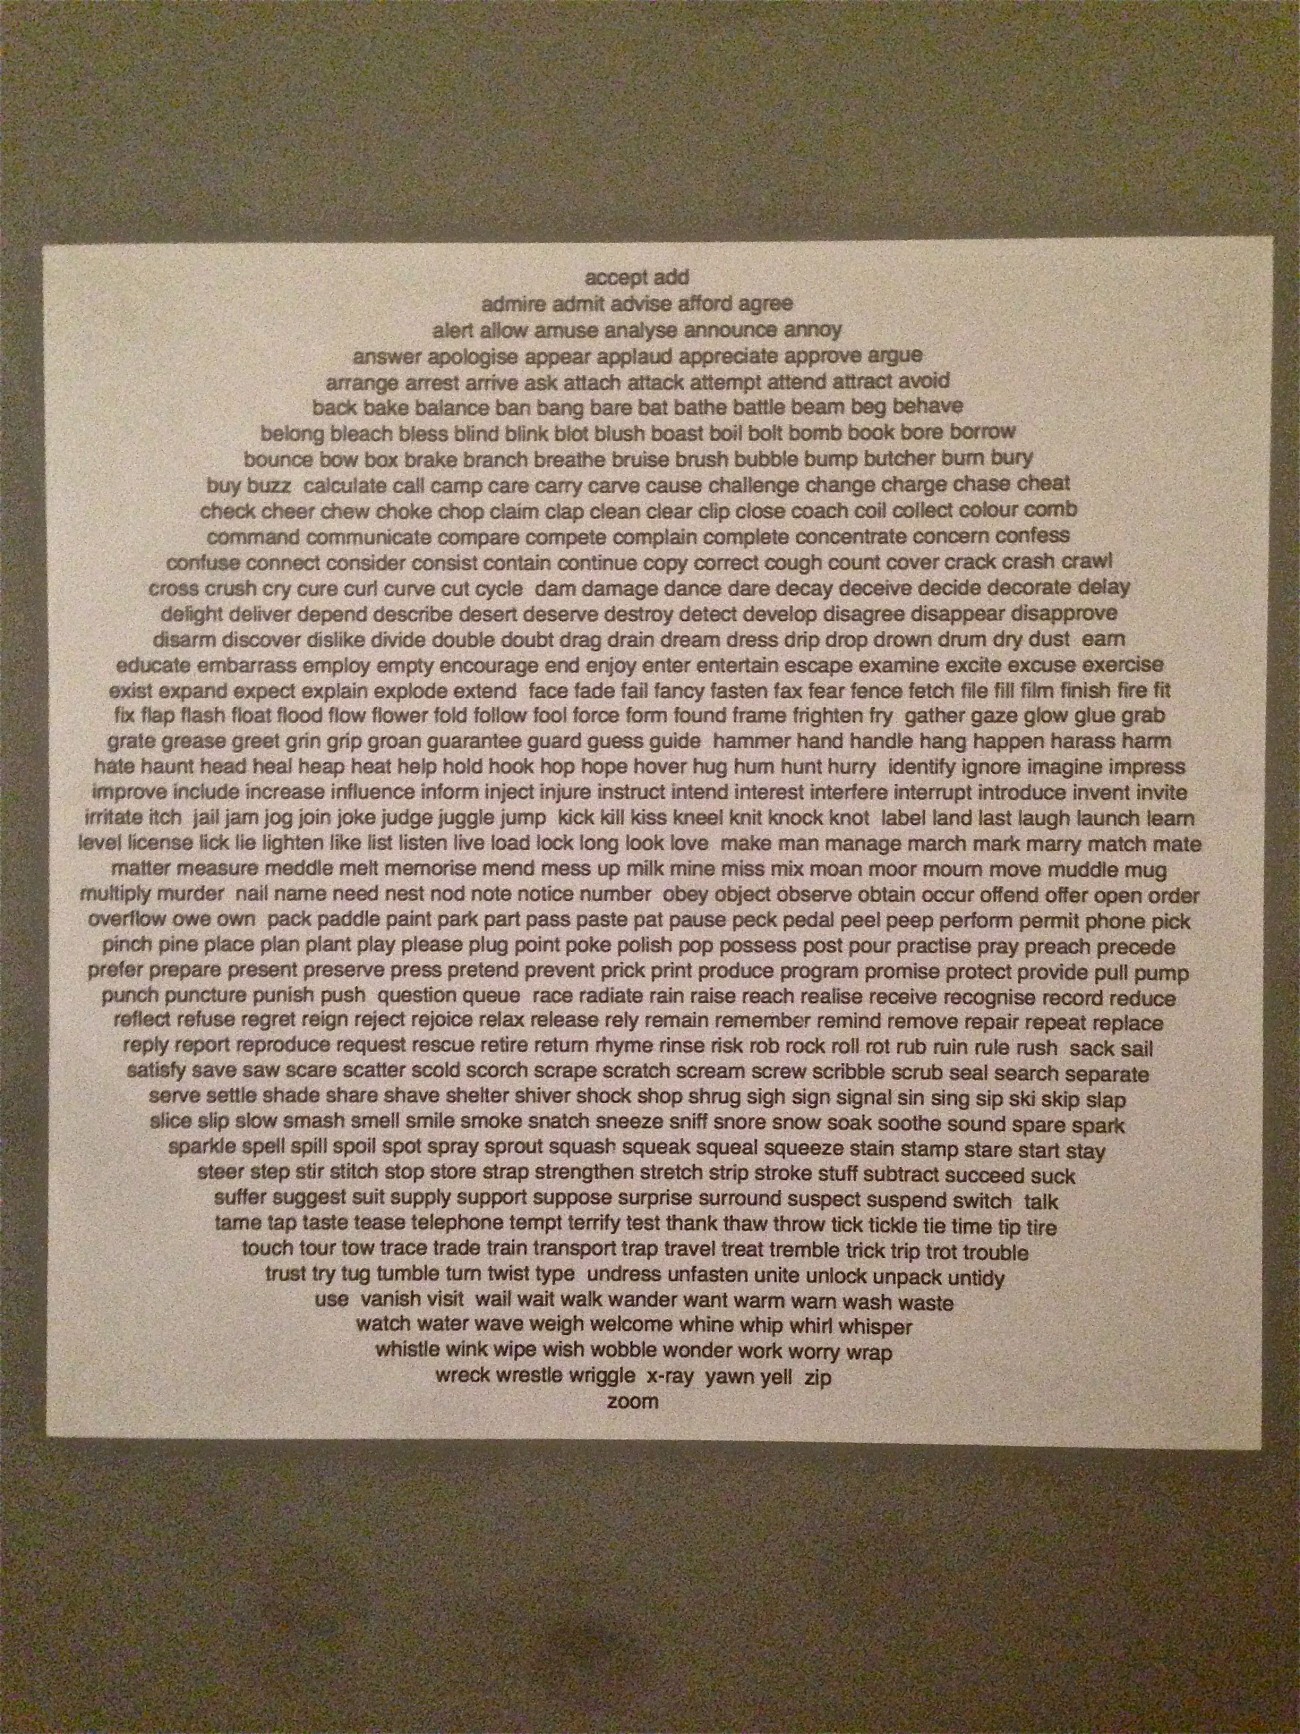 accept add
admire admit advise afford agree
alert allow amuse analyse announce annoy
answer apologise appear applaud appreciate approve argue
arrange arrest arrive ask attach attack attempt attend attract avoid
back bake balance ban bang bare bat bathe battle beam beg behave
belong bleach bless blind blink blot blush boast boil bolt bomb book bore borrow
bounce bow box brake branch breathe bruise brush bubble bump butcher burn bury
buy buzz calculate call camp care carry carve cause challenge change charge chase cheat
check cheer chew choke chop claim clap clean clear clip close coach coil collect colour comb
command communicate compare compete complain complete concentrate concern confess
confuse connect consider consist contain continue copy correct cough count cover crack crash crawl
cross crush cry cure curl curve cut cycle dam damage dance dare decay deceive decide decorate delay
delight deliver depend describe desert deserve destroy detect develop disagree disappear disapprove
disarm discover dislike divide double doubt drag drain dream dress drip drop drown drum dry dust earn
educate embarrass employ empty encourage end enjoy enter entertain escape examine excite excuse exercise
exist expand expect explain explode extend face fade fail fancy fasten fax fear fence fetch file fill film finish fire fit
fix flap flash float flood flow flower fold follow fool force form found frame frighten fry gather gaze glow glue grab
grate grease greet grin grip groan guarantee guard guess guide hammer hand handle hang happen harass harm
hate haunt head heal heap heat help hold hook hop hope hover hug hum hunt hurry identify ignore imagine impress
improve include increase influence inform inject injure instruct intend interest interfere interrupt introduce invent invite
irritate itch jail jam jog join joke judge juggle jump kick kill kiss kneel knit knock knot label land last laugh launch learn
level license lick lie lighten like list listen live load lock long look love make man manage march mark marry match mate
matter measure meddle melt memorise mend mess up milk mine miss mix moan moor mourn move muddle mug
multiply murder nail name need nest nod note notice number obey object observe obtain occur offend offer open order
overflow owe own pack paddle paint park part pass paste pat pause peck pedal peel peep perform permit phone pick
pinch pine place plan plant play please plug point poke polish pop possess post pour practise pray preach precede
prefer prepare present preserve press pretend prevent prick print produce program promise protect provide pull pump
punch puncture punish push question queue race radiate rain raise reach realise receive recognise record reduce
reflect refuse regret reign reject rejoice relax release rely remain remember remind remove repair repeat replace
reply report reproduce request rescue retire return rhyme rinse risk rob rock roll rot rub ruin rule rush sack sail
satisfy save saw scare scatter scold scorch scrape scratch scream screw scribble scrub seal search separate
serve settle shade share shave shelter shiver shock shop shrug sigh sign signal sin sing sip ski skip slap
slice slip slow smash smell smile smoke snatch sneeze sniff snore snow soak soothe sound spare spark
sparkle spell spill spoil spot spray sprout squash squeak squeal squeeze stain stamp stare start stay
steer step stir stitch stop store strap strengthen stretch strip stroke stuff subtract succeed suck
suffer suggest suit supply support suppose surprise surround suspect suspend switch talk
tame tap taste tease telephone tempt terrify test thank thaw throw tick tickle tie time tip tire
touch tour tow trace trade train transport trap travel treat tremble trick trip trot trouble
trust try tug tumble turn twist type undress unfasten unite unlock unpack untidy
use vanish visit wail wait walk wander want warm warn wash waste
watch water wave weigh welcome whine whip whirl whisper
whistle wink wipe wish wobble wonder work worry wrap
wreck wrestle wriggle x-ray yawn yell zip
zoom